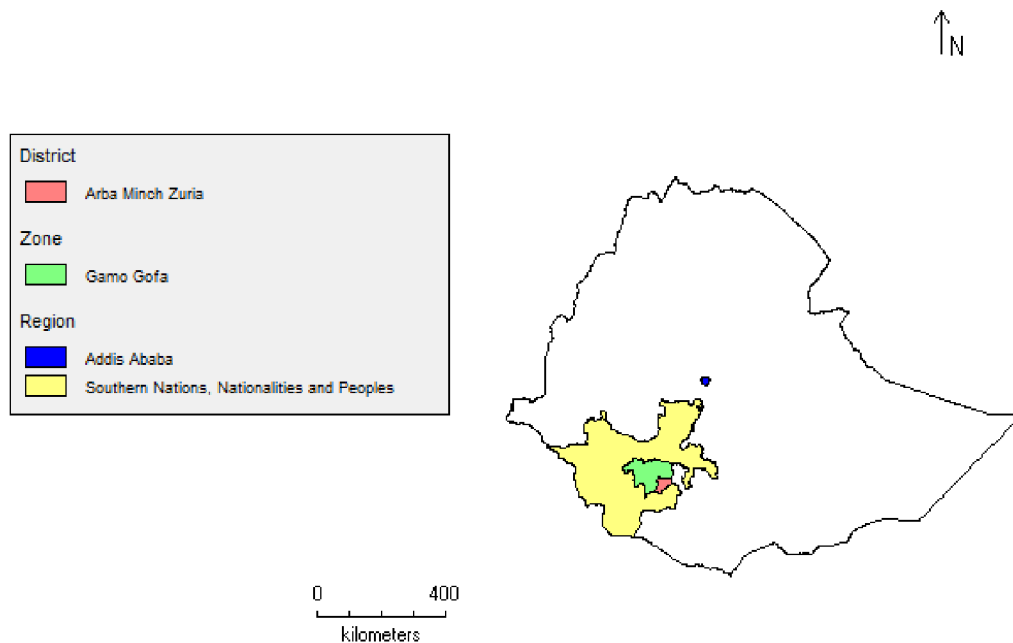 N
District
Arba Minch Zuria
Zone
Gamo Gofa
Region
Addis Ababa
Southern Nations, Nationalities and Peoples
0 400
kilometers